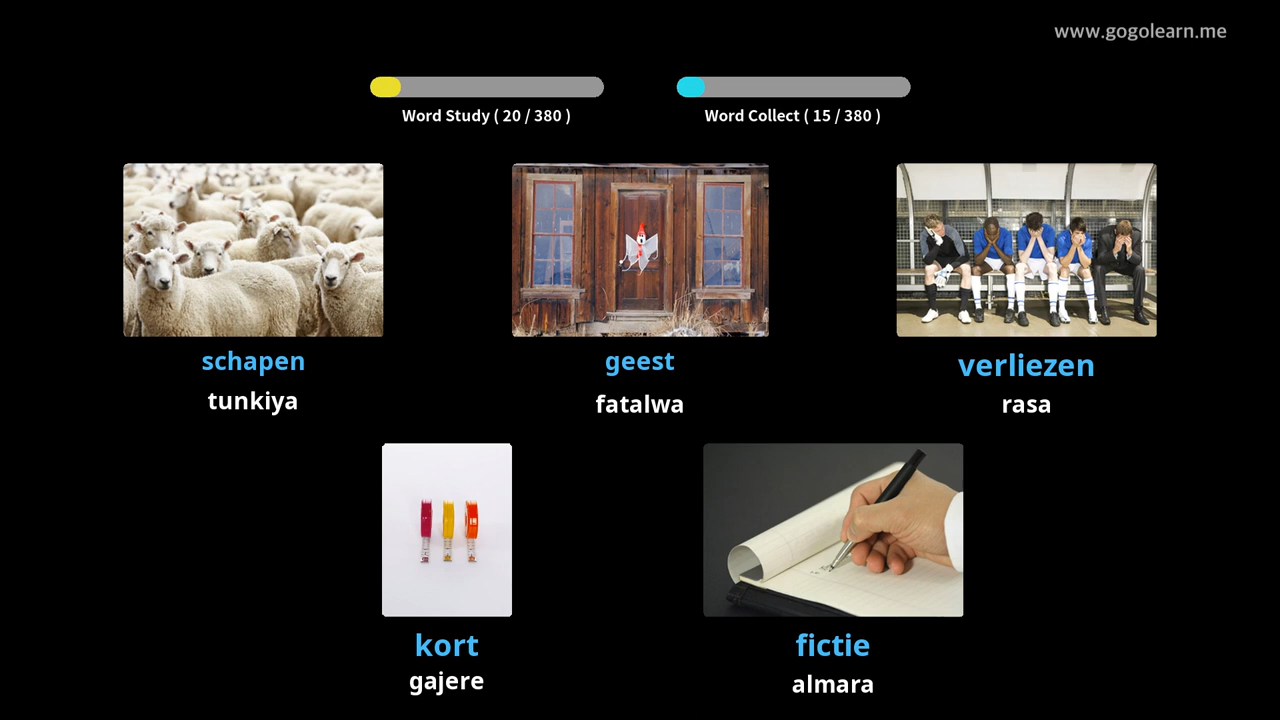 www.gogolearn.me
Word Study ( 20 / 380 )
Word Collect ( 15 / 380 )
schapen
tunkiya
geest
fatalwa
verliezen
rasa
kort
gajere
fictie
almara